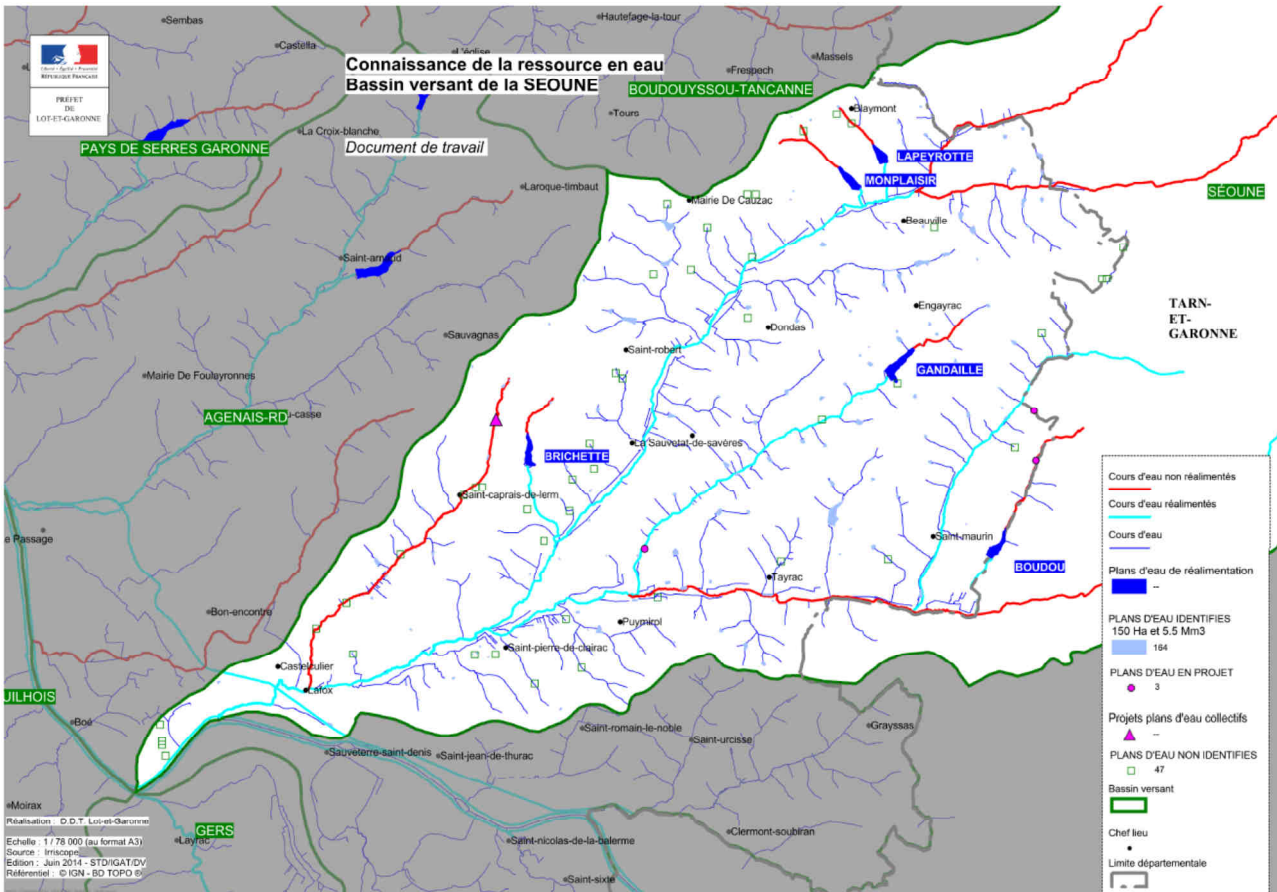 Sembas
Hautefage-la-tour
Castella
L'église
Massels
Connaissance de la ressource en eau
Bassin versant de la SEOUNE
Frespech
BOUDOUYSSOU-TANCANNE
Liberté • Égalité • Fraternité
RÉPUBLIQUE FRANÇAISE
PRÉFET
DE
LOT-ET-GARONNE
Tours
Blaymont
La Croix-blanche
PAYS DE SERRES GARONNE
Document de travail
LAPEYROTTE
MONPLAISIR
Laroque-timbaut
Mairie De Cauzac
SÉOUNE
Beauville
Saint-arnaud
Engayrac
TARN-
ET-
GARONNE
Dondas
Sauvagnas
Saint-robert
GANDAILLE
Mairie De Foulayronnes
AGENAIS-RD
u-casse
La Sauvetat-de-savères
BRICHETTE
Saint-caprais-de-lerm
e Passage
Saint-maurin
BOUDOU
Tayrac
Bon-encontre
Puymirol
Saint-pierre-de-clairac
Castelculier
Lafox
UILHOIS
Boé
Saint-romain-le-noble
Grayssas
Saint-urcisse
Sauveterre-saint-denis
Saint-jean-de-thurac
Moirax
GERS
Layrac
Clermont-soubiran
Saint-nicolas-de-la-balerme
Saint-sixte
Cours d'eau non réalimentés
Cours d'eau réalimentés
Cours d'eau
Plans d'eau de réalimentation
--
PLANS D'EAU IDENTIFIES
150 Ha et 5.5 Mm3
164
PLANS D'EAU EN PROJET
3
Projets plans d'eau collectifs
--
PLANS D'EAU NON IDENTIFIES
47
Bassin versant
Chef lieu
Limite départementale
Réalisation : D.D.T. Lot-et-Garonne
Echelle : 1 / 78 000 (au format A3)
Source : Irriscope
Edition : Juin 2014 - STD/IGAT/DV
Référentiel : © IGN - BD TOPO ®